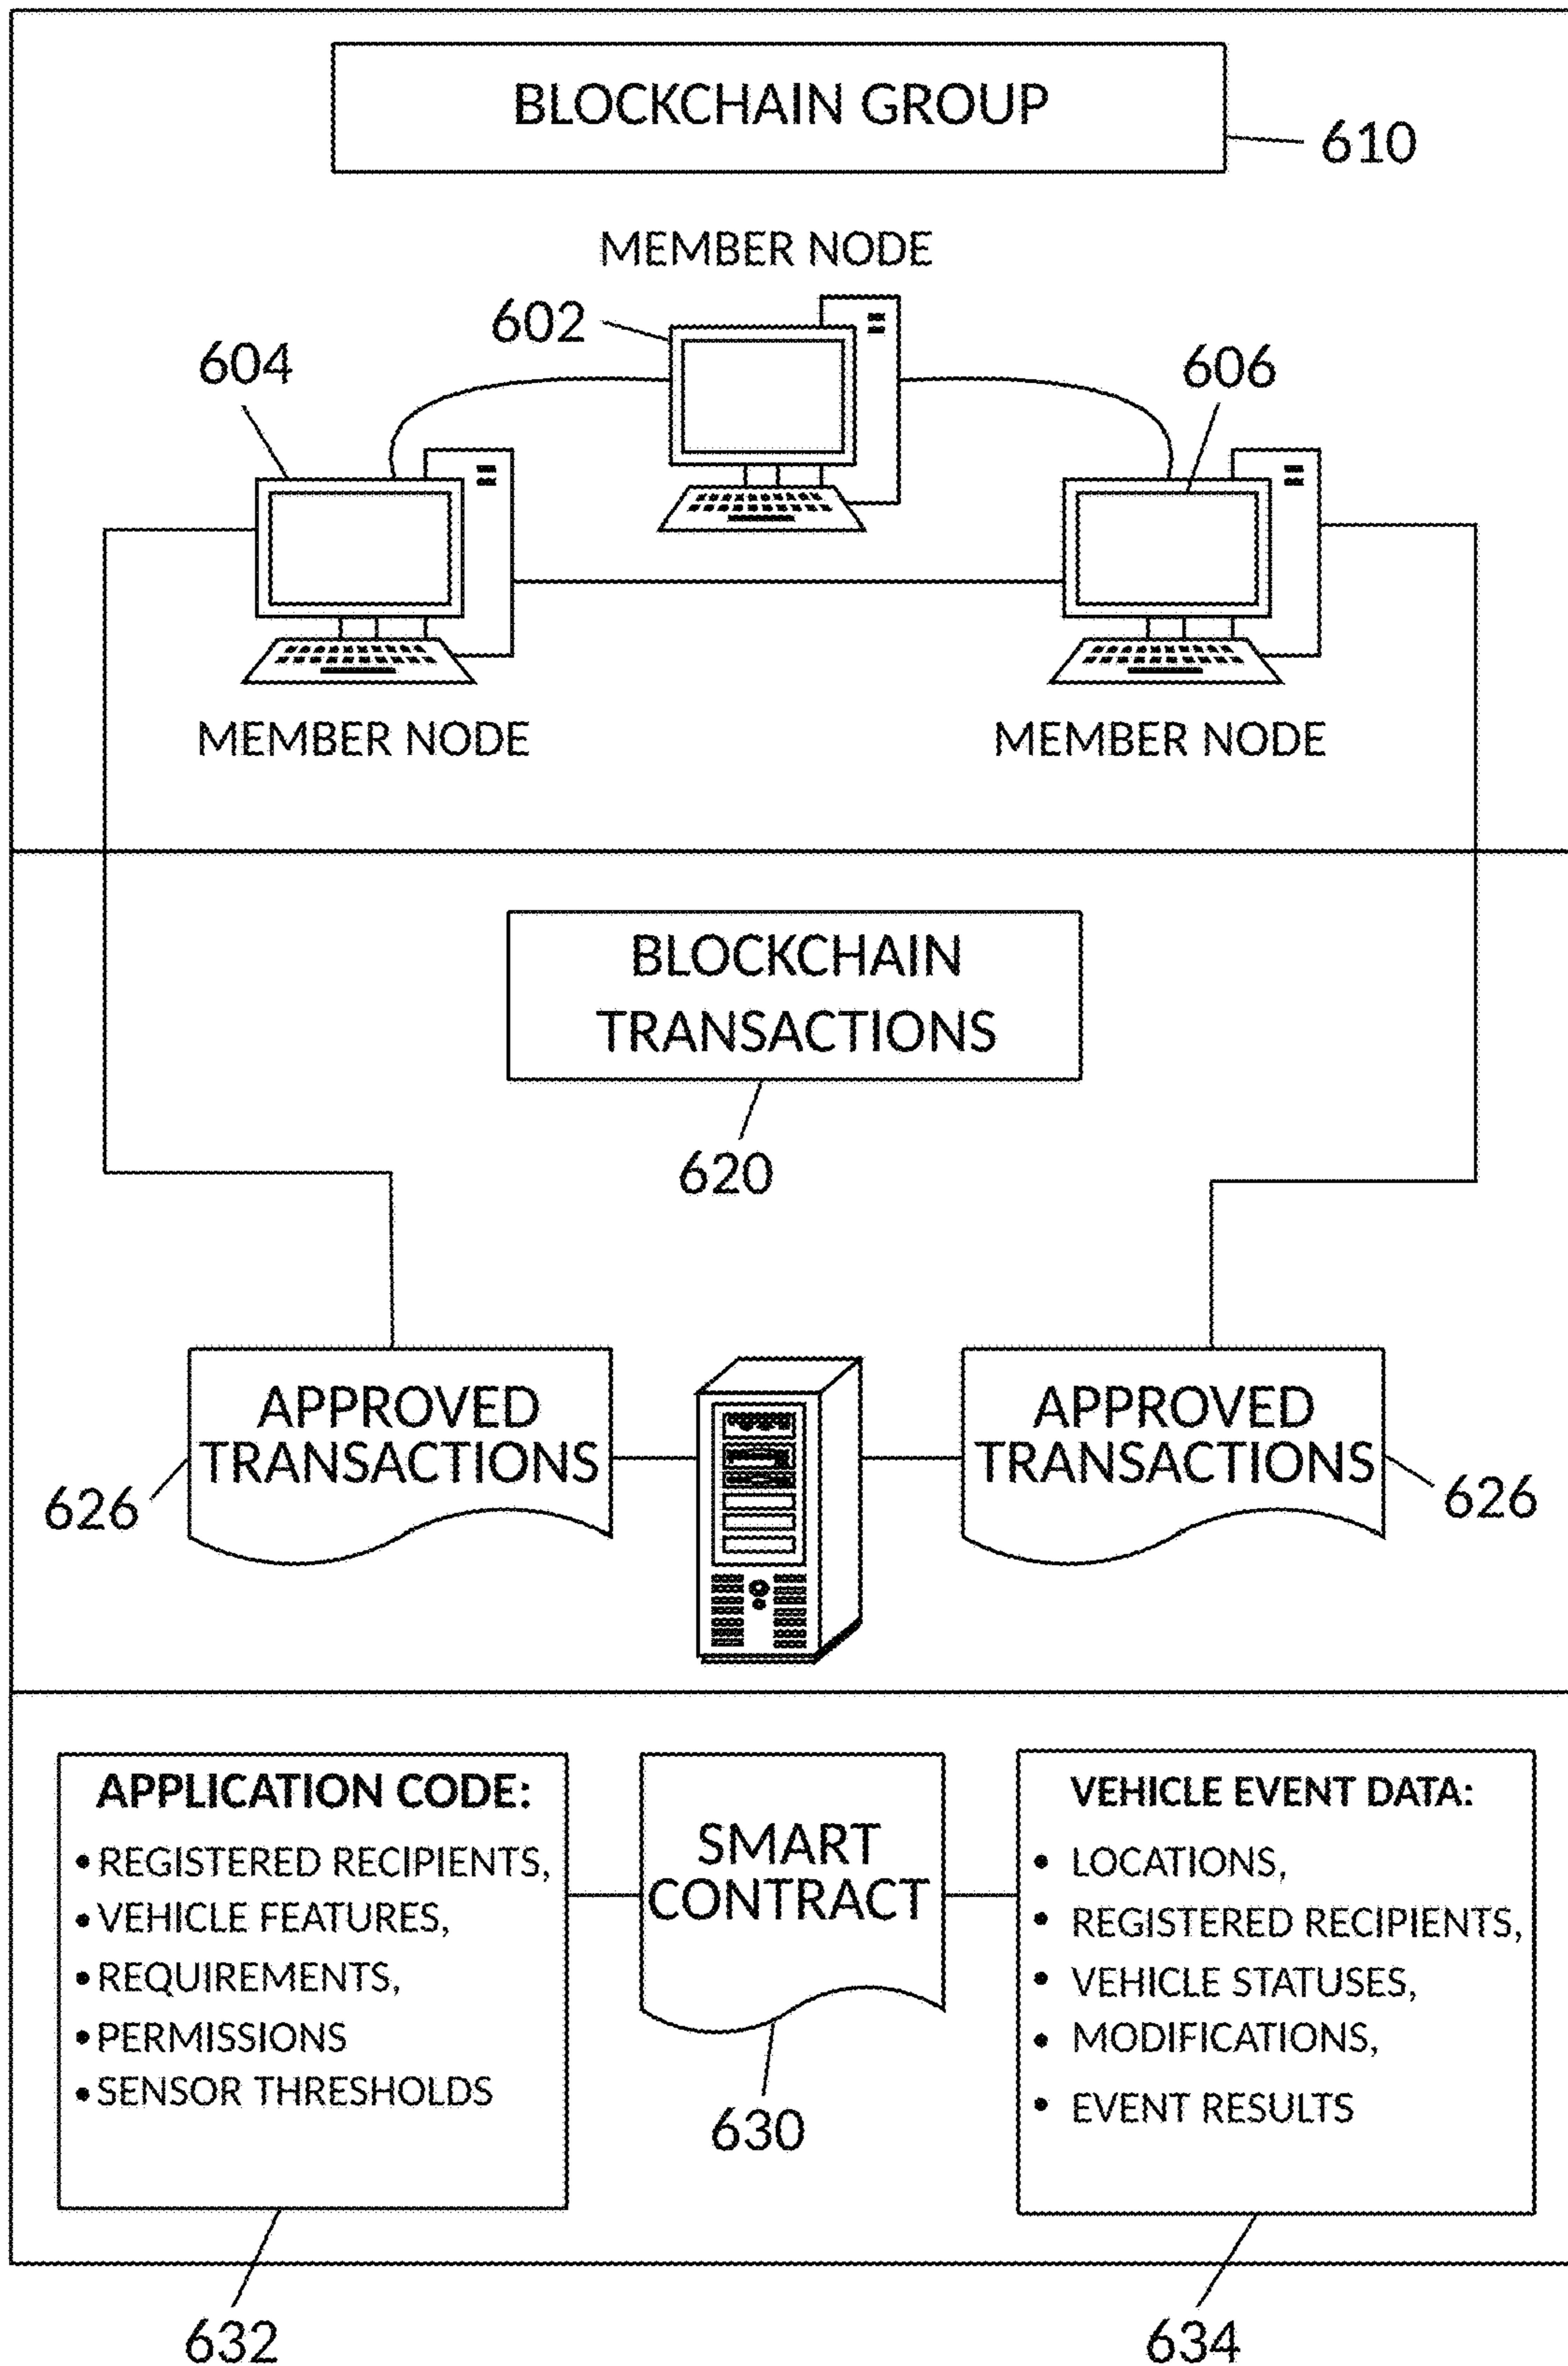 BLOCKCHAIN GROUP
610
MEMBER NODE
602
604
606
MEMBER NODE
MEMBER NODE
BLOCKCHAIN
TRANSACTIONS
620
APPROVED
TRANSACTIONS
626
APPROVED
TRANSACTIONS
626
APPLICATION CODE:
• REGISTERED RECIPIENTS,
• VEHICLE FEATURES,
• REQUIREMENTS,
• PERMISSIONS
• SENSOR THRESHOLDS
632
SMART
CONTRACT
630
VEHICLE EVENT DATA:
• LOCATIONS,
• REGISTERED RECIPIENTS,
• VEHICLE STATUSES,
• MODIFICATIONS,
• EVENT RESULTS
634